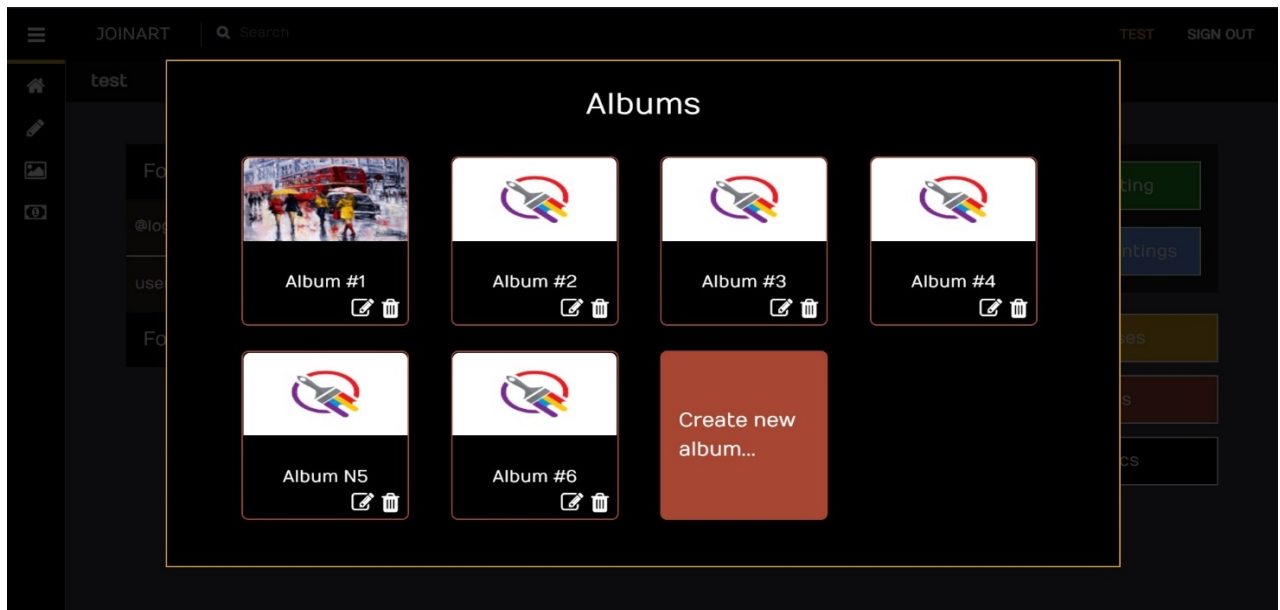 JOINART Search TEST SIGN OUT
test
Albums
Album #1 Album #2 Album #3 Album #4
Album N5 Album #6
Create new
album...